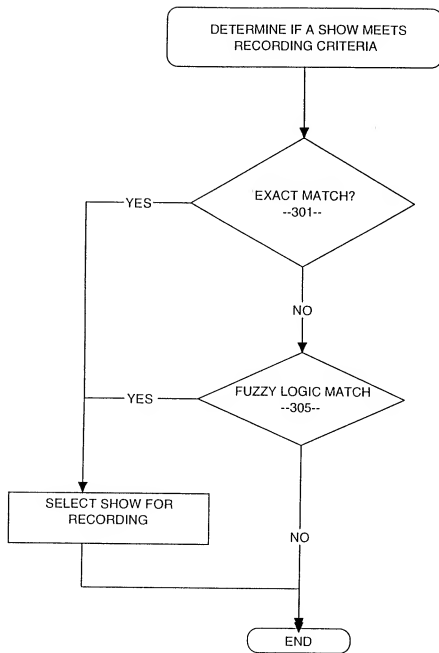 DETERMINE IF A SHOW MEETS
RECORDING CRITERIA
EXACT MATCH?
--301--
YES
NO
FUZZY LOGIC MATCH
--305--
YES
SELECT SHOW FOR
RECORDING
NO
END